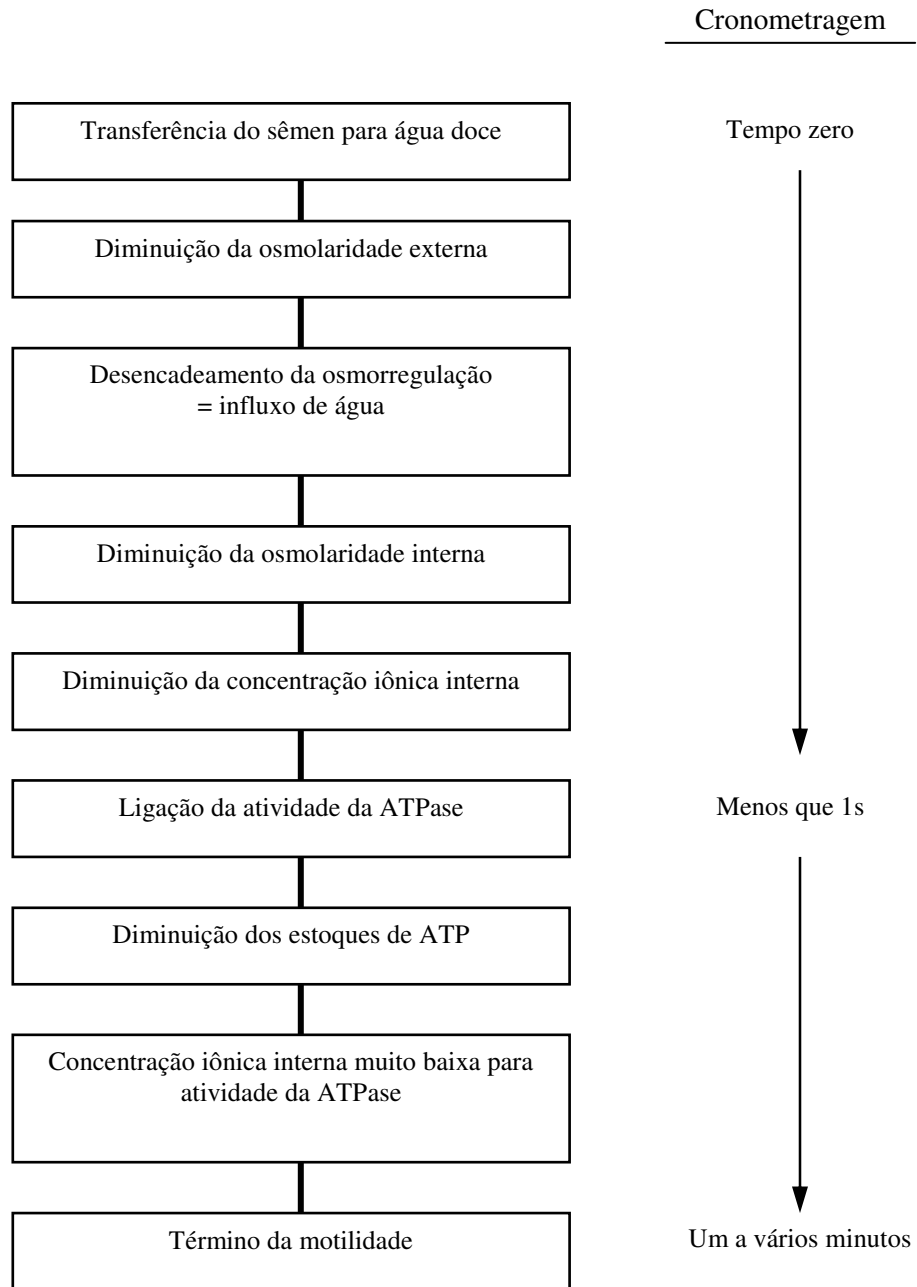 Cronometragem
Transferência do sêmen para água doce
Tempo zero
Diminuição da osmolaridade externa
Desencadeamento da osmorregulação
= influxo de água
Diminuição da osmolaridade interna
Diminuição da concentração iônica interna
Ligação da atividade da ATPase
Menos que 1s
Diminuição dos estoques de ATP
Concentração iônica interna muito baixa para
atividade da ATPase
Término da motilidade
Um a vários minutos